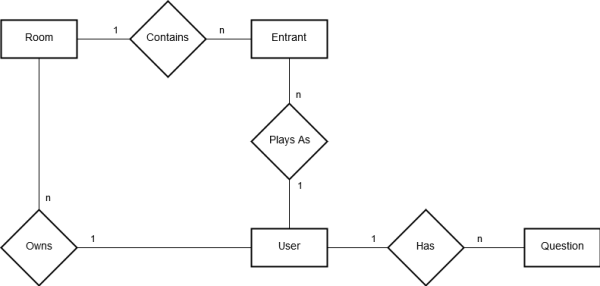 Room
1
Contains
n
Entrant
n
Plays As
1
n
Owns
1
User
1
Has
n
Question